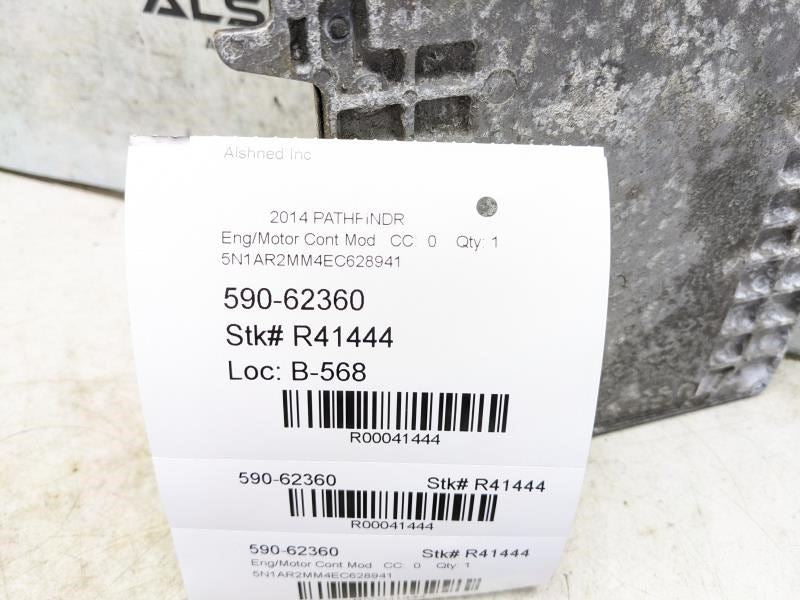 ALS
Alshned Inc
2014 PATHFiNDR
Eng/Motor Cont Mod CC: 0 Qty: 1
5N1AR2MM4EC628941
590-62360
Stk# R41444
Loc: B-568
R00041444
590-62360 Stk# R41444
R00041444
590-62360 Stk# R41444
Eng/Motor Cont Mod CC: 0 Qty: 1
5N1AR2MM4EC628941